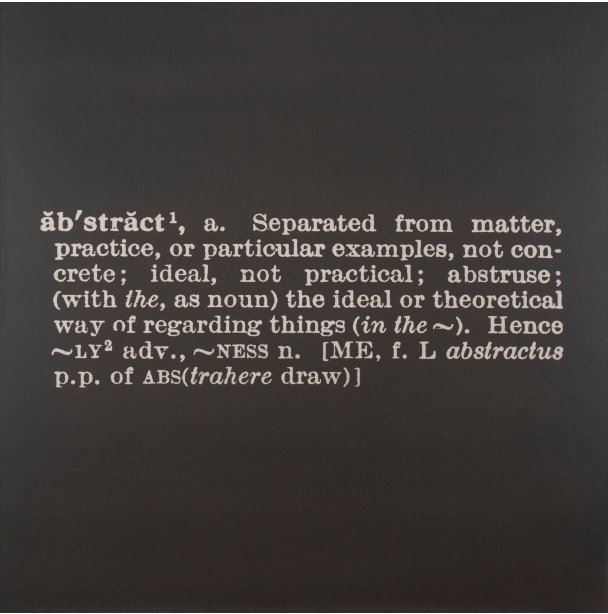 ăb′străct¹, a. Separated from matter,
practice, or particular examples, not con-
crete; ideal, not practical; abstruse;
(with the, as noun) the ideal or theoretical
way of regarding things (in the ~). Hence
~LY² adv., ~NESS n. [ME, f. L abstractus
p.p. of ABS(trahere draw)]